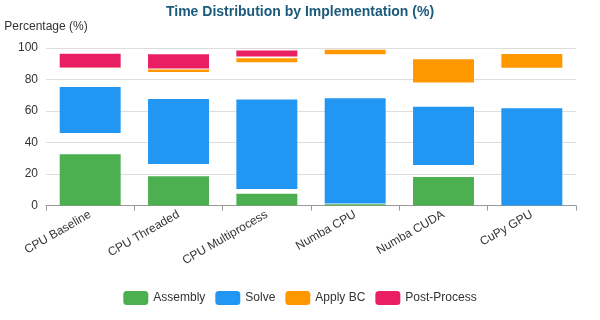 Time Distribution by Implementation (%)
Percentage (%)
100
80
60
40
20
0
CPU Baseline
CPU Threaded
CPU Multiprocess
Numba CPU
Numba CUDA
CuPy GPU
Assembly
Solve
Apply BC
Post-Process